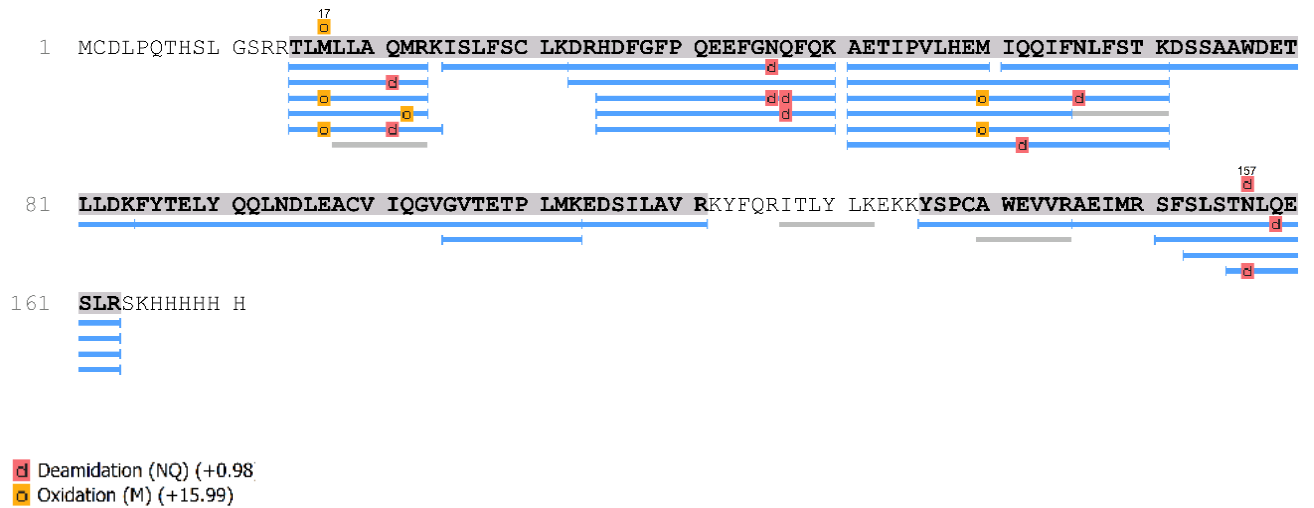 17
o
1 MCDLPQTHSL GSRRTLMLLA QMRKISLFSC LKDRHDFGFP QEEFGNQFQK AETIPVLHEM IQQIFNLFST KDSSAAWDET
d
d
o d d o d
o d
o d o
d
157
d
81 LLDKFYTELY QQLNDLEACV IQGVGVTETP LMKEDSILAV RKYFQRITLY LKEKKYSPCA WEVVRAEIMR SFSLSTNLQE
d
d
161 SLRSKHHHHH H
d Deamidation (NQ) (+0.98)
o Oxidation (M) (+15.99)